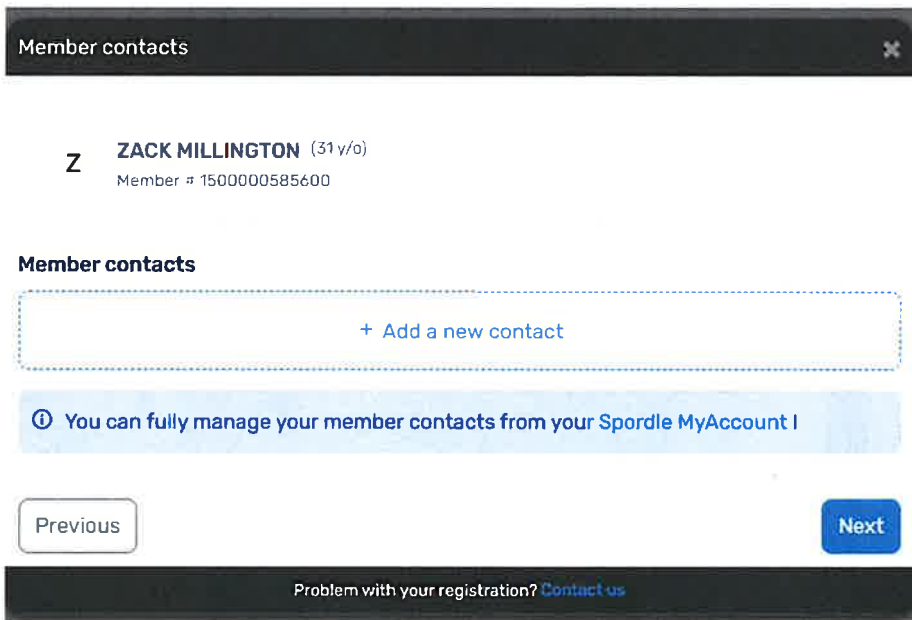 Member contacts ×
Z
ZACK MILLINGTON (31 y/o)
Member # 1500000585600
Member contacts
+ Add a new contact
You can fully manage your member contacts from your Spordle MyAccount !
Previous Next
Problem with your registration? Contact us